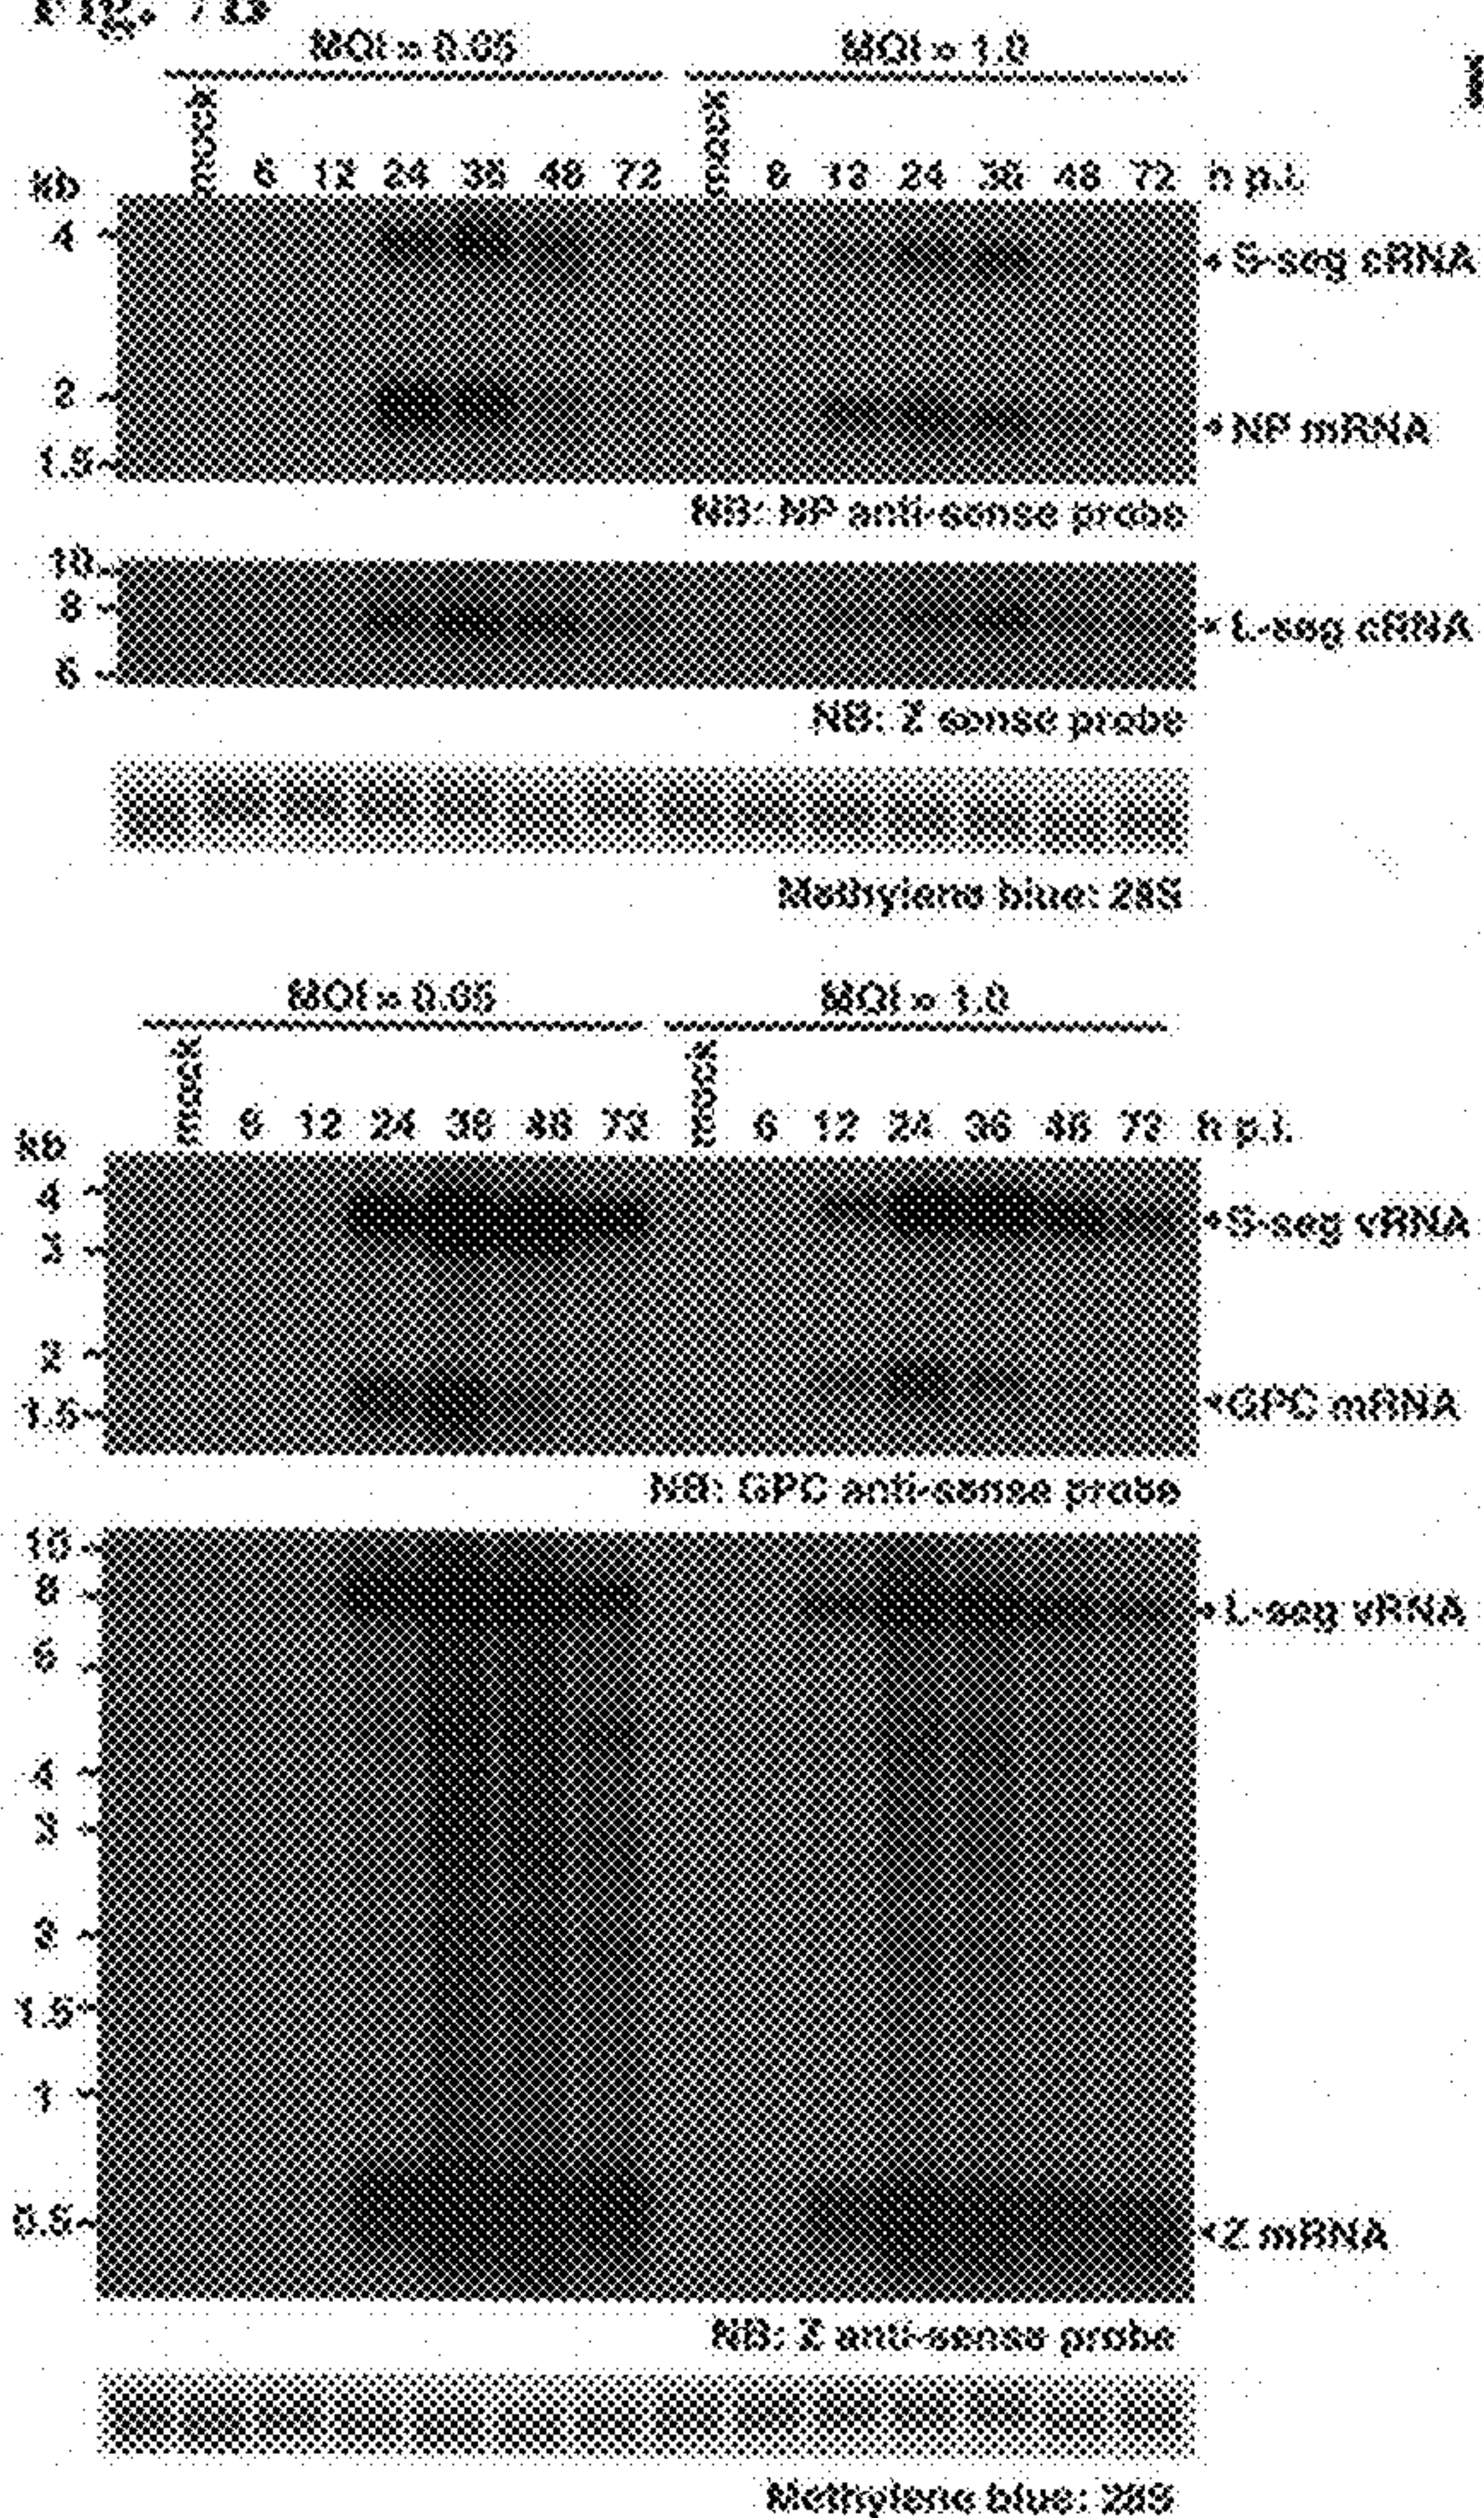 Fig. 7B
MOI = 0.05 MOI = 1.0
mock mock
kb 6 12 24 36 48 72 6 12 24 36 48 72 h p.i.
4 S-seg cRNA
2 NP mRNA
1.5
NB: NP anti-sense probe
10
8 L-seg cRNA
6
NB: Z sense probe
Methylene blue: 28S
MOI = 0.05 MOI = 1.0
mock mock
kb 6 12 24 36 48 72 6 12 24 36 48 72 h p.i.
4 S-seg vRNA
3
2
1.5 GPC mRNA
NB: GPC anti-sense probe
10
8 L-seg vRNA
6
4
3
2
1.5
1
0.5 Z mRNA
NB: Z anti-sense probe
Methylene blue: 28S